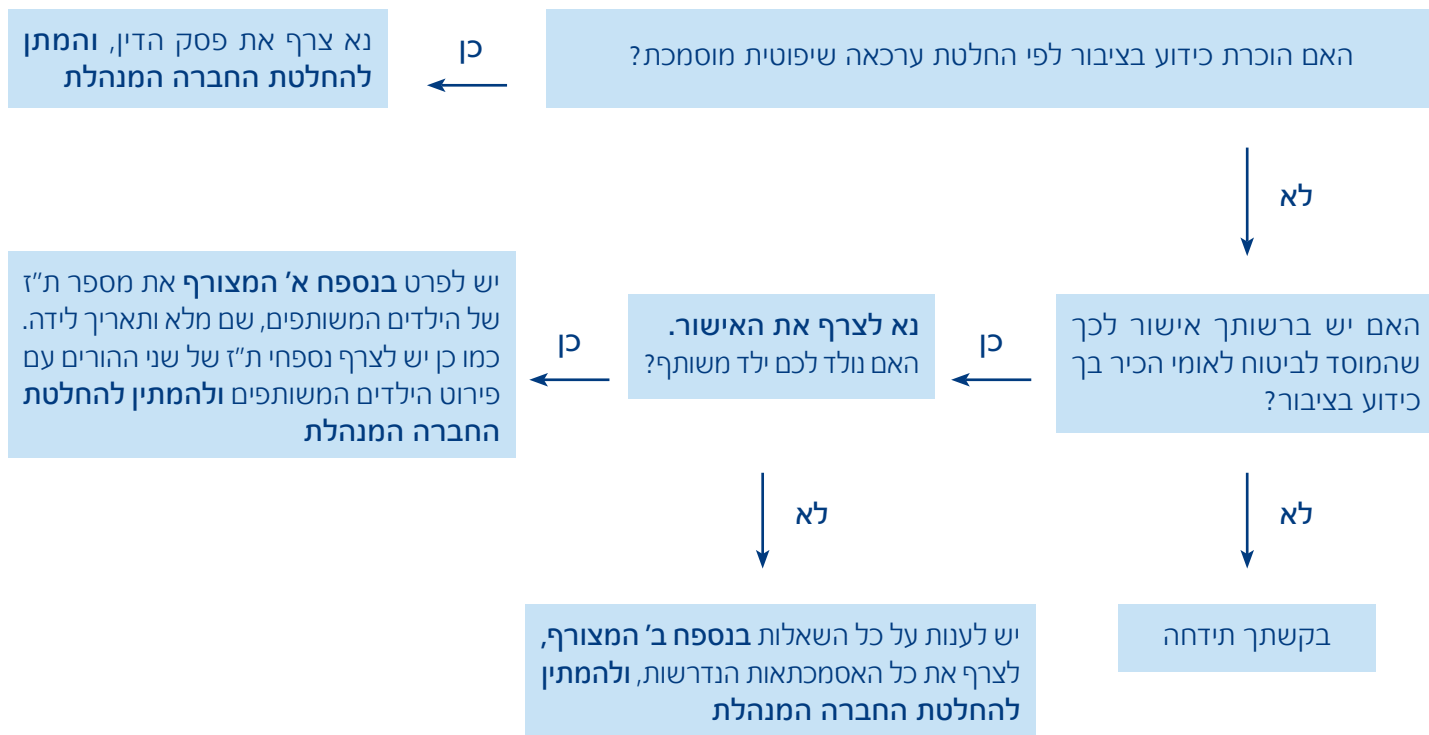 האם הוכרת כידוע בציבור לפי החלטת ערכאה שיפוטית מוסמכת?
כן
נא צרף את פסק הדין, והמתן
להחלטת החברה המנהלת
לא
האם יש ברשותך אישור לכך
שהמוסד לביטוח לאומי הכיר בך
כידוע בציבור?
כן
נא לצרף את האישור.
האם נולד לכם ילד משותף?
כן
יש לפרט בנספח א' המצורף את מספר ת"ז
של הילדים המשותפים, שם מלא ותאריך לידה.
כמו כן יש לצרף נספחי ת"ז של שני ההורים עם
פירוט הילדים המשותפים ולהמתין להחלטת
החברה המנהלת
לא
לא
בקשתך תידחה
יש לענות על כל השאלות בנספח ב' המצורף,
לצרף את כל האסמכתאות הנדרשות, ולהמתין
להחלטת החברה המנהלת